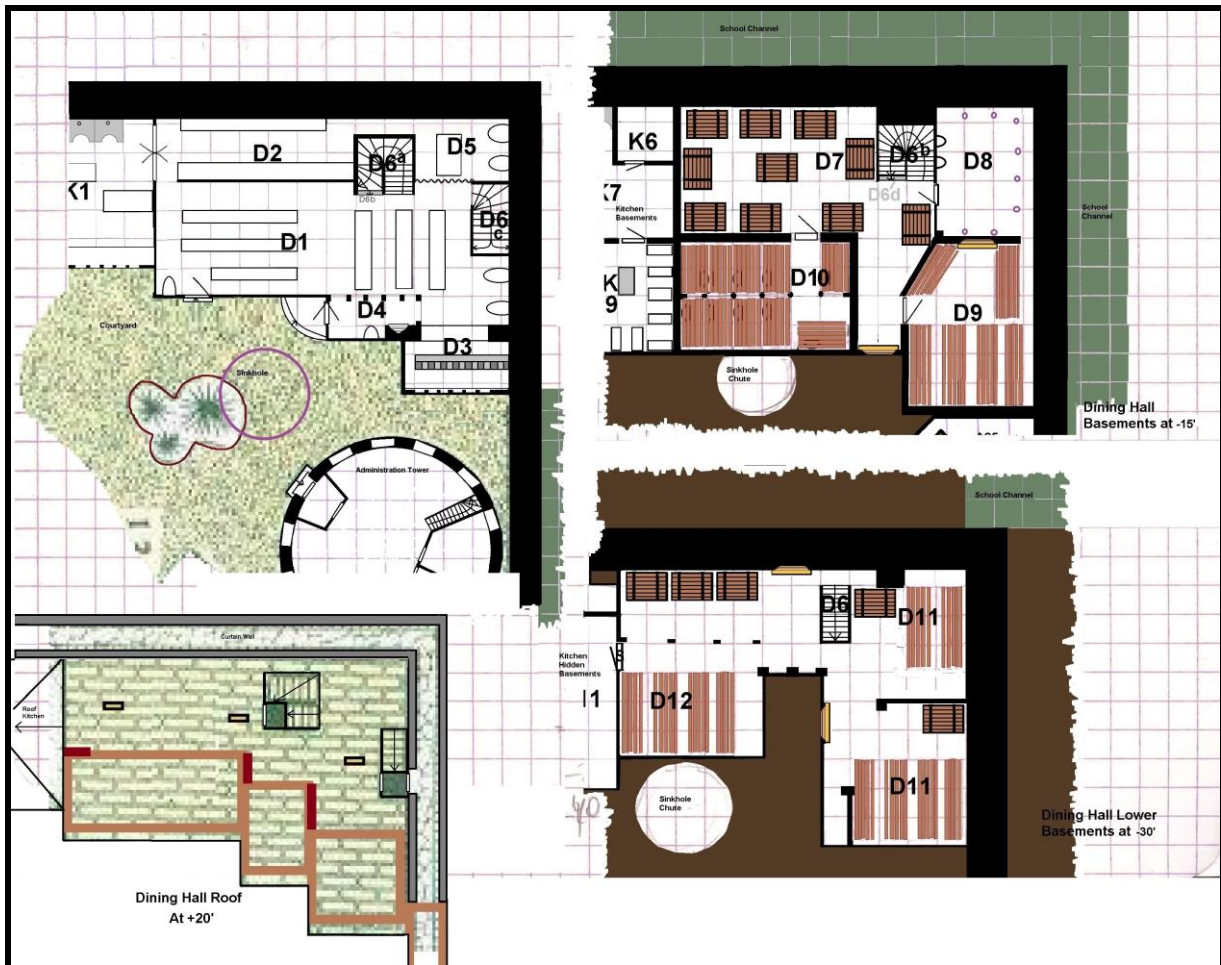 School Channel
K1
D2
D6a
D5
D6b
D1
D6
c
D4
D3
Courtyard
Sinkhole
Administration Tower
K6
K7
Kitchen
Basements
D7
D6b
D6d
D8
School
Channel
K
9
D10
D9
Sinkhole
Chute
Dining Hall
Basements at -15'
School Channel
D6
D11
Kitchen
Hidden
Basements
D12
D11
Sinkhole
Chute
40
Dining Hall Lower
Basements at -30'
Curtain Wall
Roof
Kitchen
Dining Hall Roof
At +20'